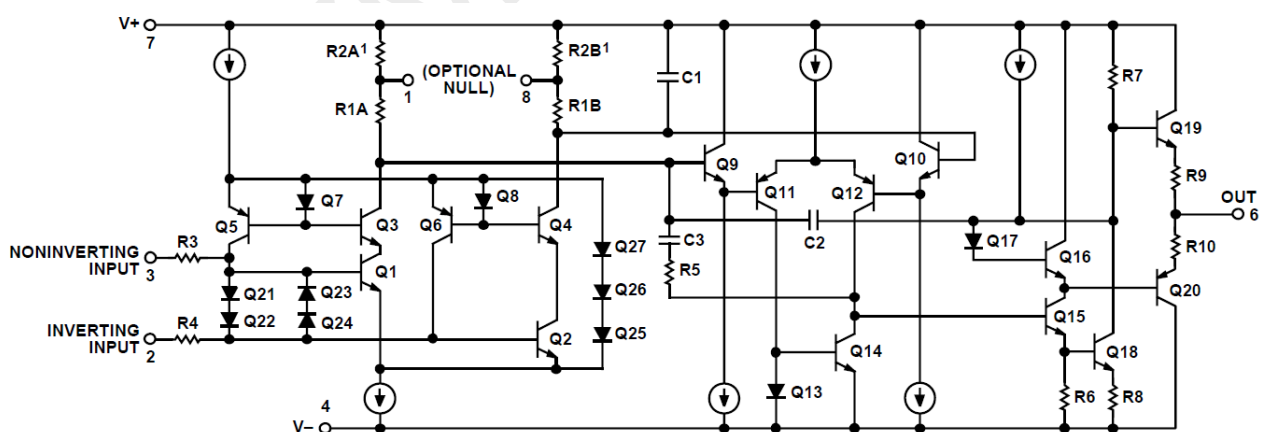 V+
7
R2A1
(OPTIONAL
NULL)
1
8
R2B1
R1A
R1B
C1
R7
Q19
Q9
Q10
Q11
Q12
R9
OUT
6
Q7
Q8
Q5
Q3
Q6
Q4
NONINVERTING
INPUT
3
R3
Q27
C3
C2
Q17
Q16
R10
Q1
R5
Q21
Q23
Q26
Q20
Q22
Q24
Q15
INVERTING
INPUT
2
R4
Q2
Q25
Q14
Q18
Q13
R6
R8
4
V–